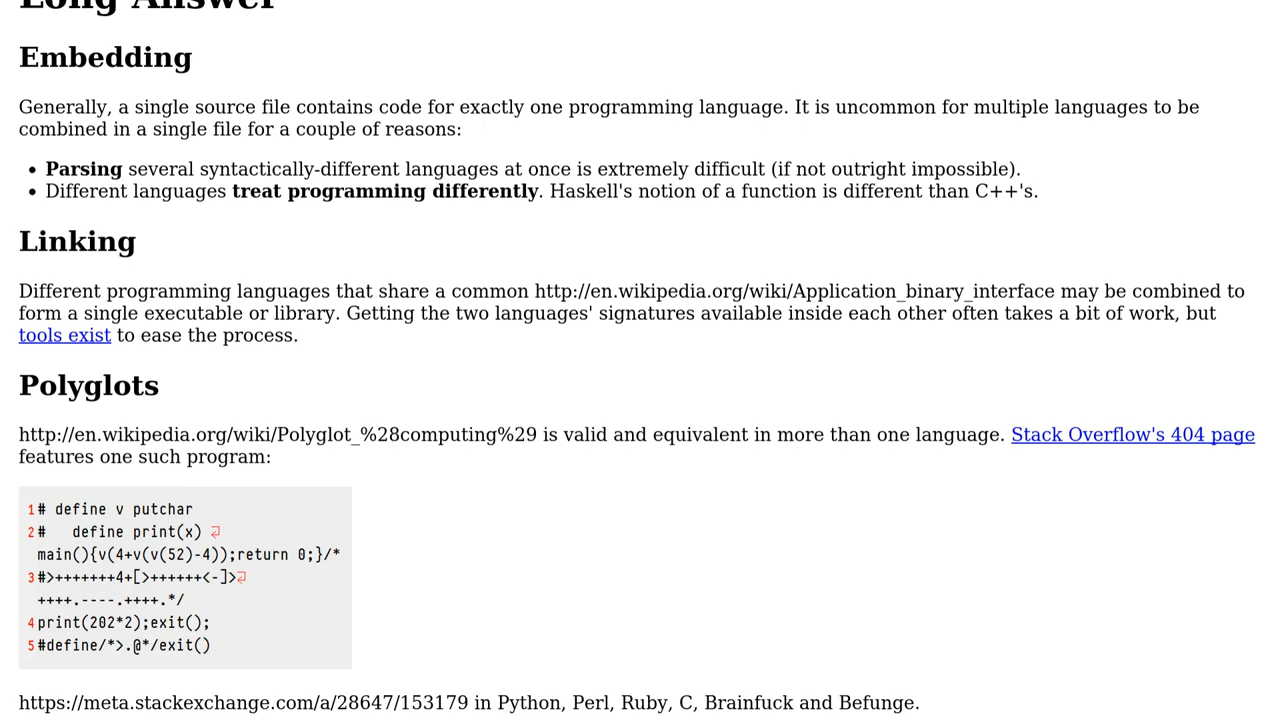 Long Answer
Embedding
Generally, a single source file contains code for exactly one programming language. It is uncommon for multiple languages to be
combined in a single file for a couple of reasons:
• Parsing several syntactically-different languages at once is extremely difficult (if not outright impossible).
• Different languages treat programming differently. Haskell's notion of a function is different than C++'s.
Linking
Different programming languages that share a common http://en.wikipedia.org/wiki/Application_binary_interface may be combined to
form a single executable or library. Getting the two languages' signatures available inside each other often takes a bit of work, but
tools exist to ease the process.
Polyglots
http://en.wikipedia.org/wiki/Polyglot_%28computing%29 is valid and equivalent in more than one language. Stack Overflow's 404 page
features one such program:
1# define v putchar
2#   define print(x) ⮒
main(){v(4+v(v(52)-4));return 0;}/*
3#>+++++++4+[>++++++<-]>⮒
++++.----.++++.*/
4print(202*2);exit();
5#define/*>.@*/exit()
https://meta.stackexchange.com/a/28647/153179 in Python, Perl, Ruby, C, Brainfuck and Befunge.